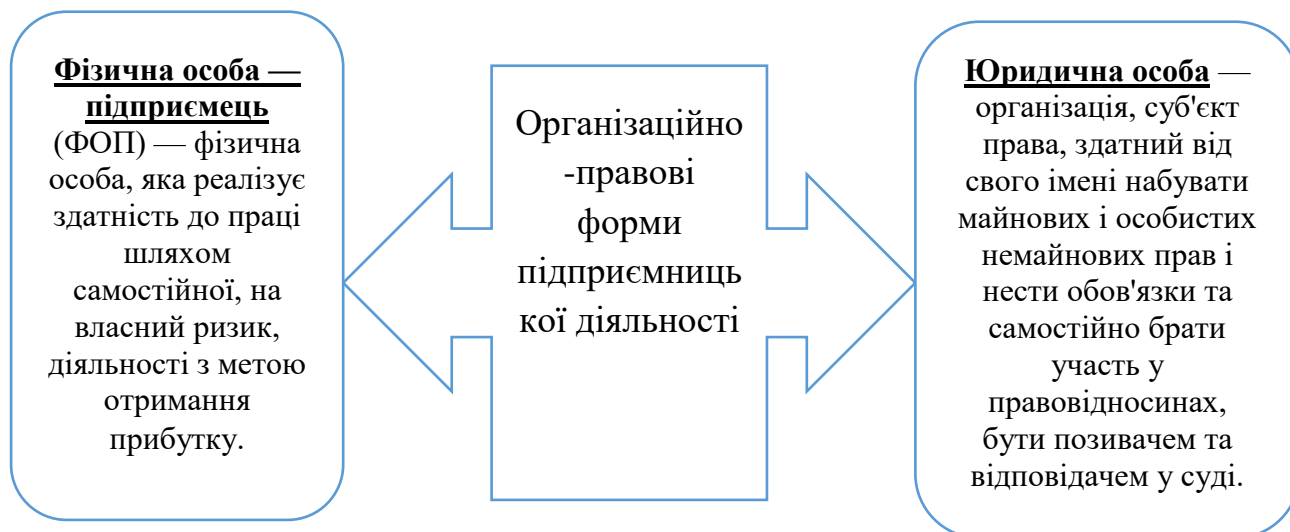 Фізична особа —
підприємець
(ФОП) — фізична
особа, яка реалізує
здатність до праці
шляхом
самостійної, на
власний ризик,
діяльності з метою
отримання
прибутку.
Організаційно
-правові
форми
підприємниць
кої діяльності
Юридична особа —
організація, суб'єкт
права, здатний від
свого імені набувати
майнових і особистих
немайнових прав і
нести обов'язки та
самостійно брати
участь у
правовідносинах,
бути позивачем та
відповідачем у суді.